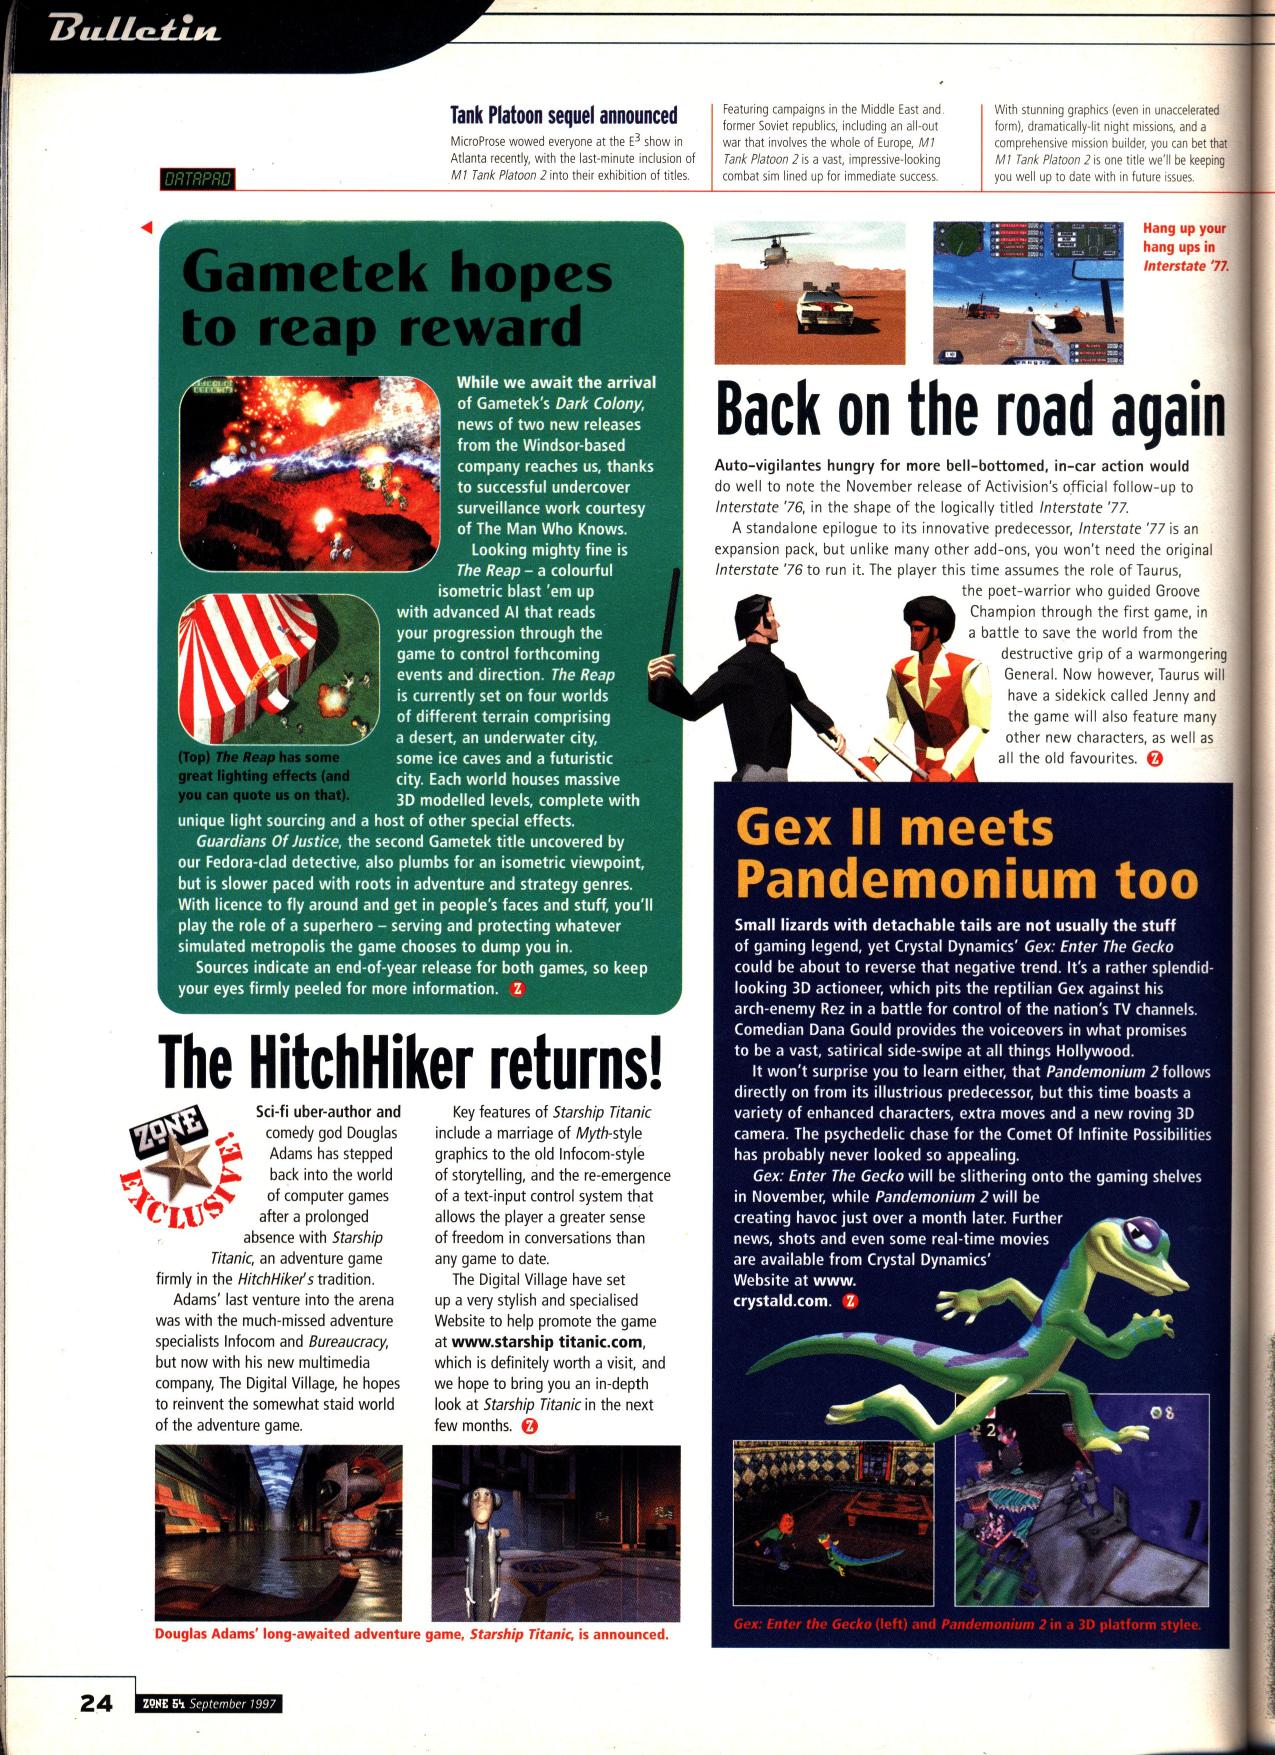 Bulletin
DATAPAD
Tank Platoon sequel announced
MicroProse wowed everyone at the E3 show in
Atlanta recently, with the last-minute inclusion of
M1 Tank Platoon 2 into their exhibition of titles.
Featuring campaigns in the Middle East and
former Soviet republics, including an all-out
war that involves the whole of Europe, M1
Tank Platoon 2 is a vast, impressive-looking
combat sim lined up for immediate success.
With stunning graphics (even in unaccelerated
form), dramatically-lit night missions, and a
comprehensive mission builder, you can bet that
M1 Tank Platoon 2 is one title we'll be keeping
you well up to date with in future issues.
Gametek hopes
to reap reward
While we await the arrival
of Gametek's Dark Colony,
news of two new releases
from the Windsor-based
company reaches us, thanks
to successful undercover
surveillance work courtesy
of The Man Who Knows.
Looking mighty fine is
The Reap – a colourful
isometric blast 'em up
with advanced AI that reads
your progression through the
game to control forthcoming
events and direction. The Reap
is currently set on four worlds
of different terrain comprising
a desert, an underwater city,
some ice caves and a futuristic
city. Each world houses massive
3D modelled levels, complete with
unique light sourcing and a host of other special effects.
Guardians Of Justice, the second Gametek title uncovered by
our Fedora-clad detective, also plumbs for an isometric viewpoint,
but is slower paced with roots in adventure and strategy genres.
With licence to fly around and get in people's faces and stuff, you'll
play the role of a superhero – serving and protecting whatever
simulated metropolis the game chooses to dump you in.
Sources indicate an end-of-year release for both games, so keep
your eyes firmly peeled for more information. Z
(Top) The Reap has some
great lighting effects (and
you can quote us on that).
The HitchHiker returns!
ZONE
EXCLUSIVE!
Sci-fi uber-author and
comedy god Douglas
Adams has stepped
back into the world
of computer games
after a prolonged
absence with Starship
Titanic, an adventure game
firmly in the HitchHiker's tradition.
Adams' last venture into the arena
was with the much-missed adventure
specialists Infocom and Bureaucracy,
but now with his new multimedia
company, The Digital Village, he hopes
to reinvent the somewhat staid world
of the adventure game.
Key features of Starship Titanic
include a marriage of Myth-style
graphics to the old Infocom-style
of storytelling, and the re-emergence
of a text-input control system that
allows the player a greater sense
of freedom in conversations than
any game to date.
The Digital Village have set
up a very stylish and specialised
Website to help promote the game
at www.starship titanic.com,
which is definitely worth a visit, and
we hope to bring you an in-depth
look at Starship Titanic in the next
few months. Z
Douglas Adams' long-awaited adventure game, Starship Titanic, is announced.
Hang up your
hang ups in
Interstate '77.
Back on the road again
Auto-vigilantes hungry for more bell-bottomed, in-car action would
do well to note the November release of Activision's official follow-up to
Interstate '76, in the shape of the logically titled Interstate '77.
A standalone epilogue to its innovative predecessor, Interstate '77 is an
expansion pack, but unlike many other add-ons, you won't need the original
Interstate '76 to run it. The player this time assumes the role of Taurus,
the poet-warrior who guided Groove
Champion through the first game, in
a battle to save the world from the
destructive grip of a warmongering
General. Now however, Taurus will
have a sidekick called Jenny and
the game will also feature many
other new characters, as well as
all the old favourites. Z
Gex II meets
Pandemonium too
Small lizards with detachable tails are not usually the stuff
of gaming legend, yet Crystal Dynamics' Gex: Enter The Gecko
could be about to reverse that negative trend. It's a rather splendid-
looking 3D actioneer, which pits the reptilian Gex against his
arch-enemy Rez in a battle for control of the nation's TV channels.
Comedian Dana Gould provides the voiceovers in what promises
to be a vast, satirical side-swipe at all things Hollywood.
It won't surprise you to learn either, that Pandemonium 2 follows
directly on from its illustrious predecessor, but this time boasts a
variety of enhanced characters, extra moves and a new roving 3D
camera. The psychedelic chase for the Comet Of Infinite Possibilities
has probably never looked so appealing.
Gex: Enter The Gecko will be slithering onto the gaming shelves
in November, while Pandemonium 2 will be
creating havoc just over a month later. Further
news, shots and even some real-time movies
are available from Crystal Dynamics'
Website at www.
crystald.com. Z
8
2
Gex: Enter the Gecko (left) and Pandemonium 2 in a 3D platform stylee.
24
ZONE 54 September 1997